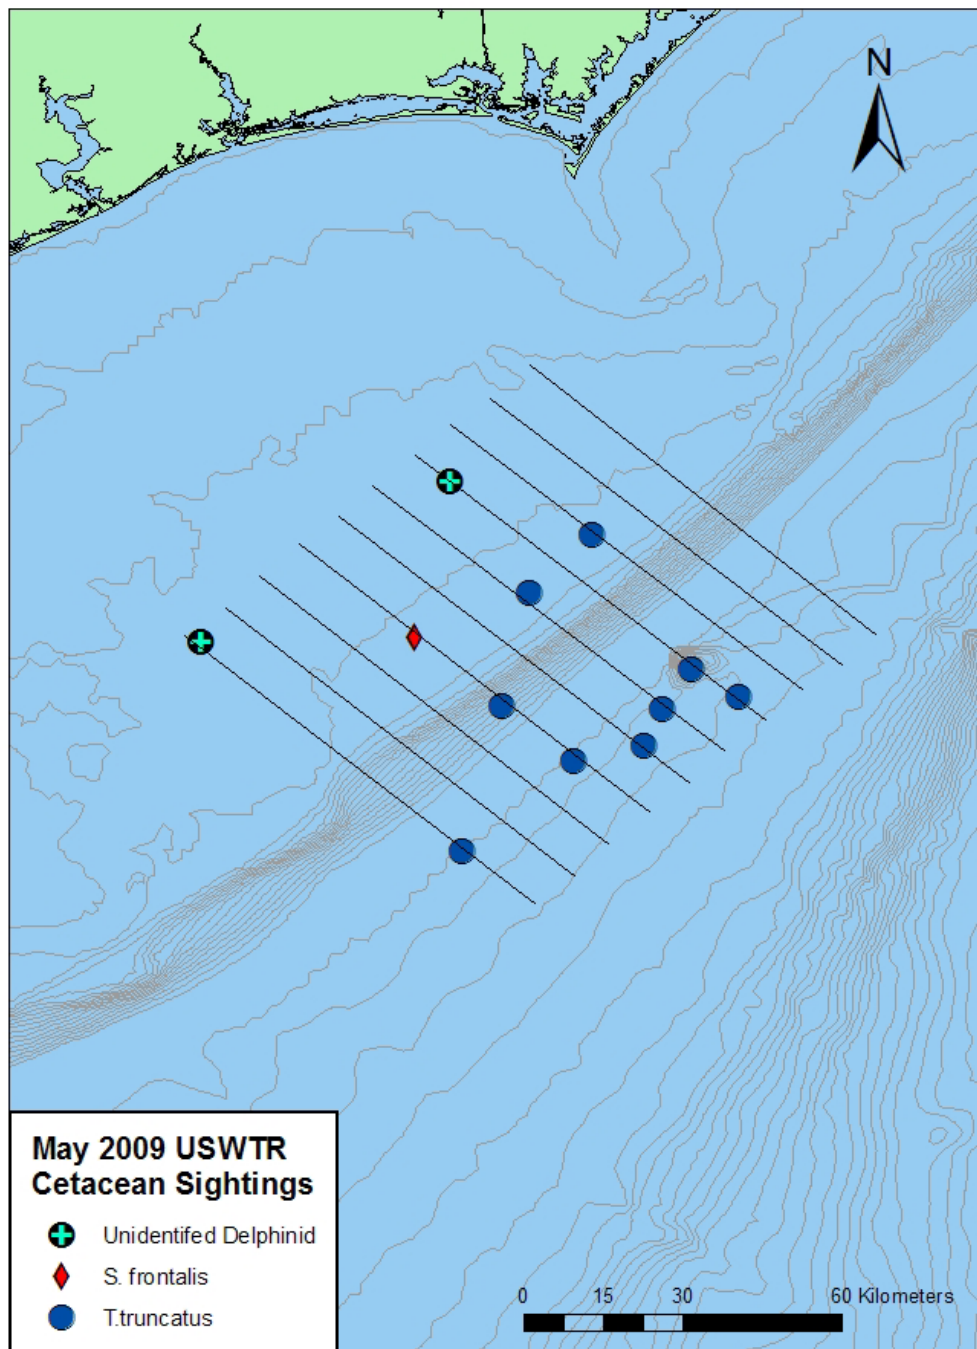 N
May 2009 USWTR
Cetacean Sightings
Unidentifed Delphinid
S. frontalis
T.truncatus
0 15 30 60 Kilometers